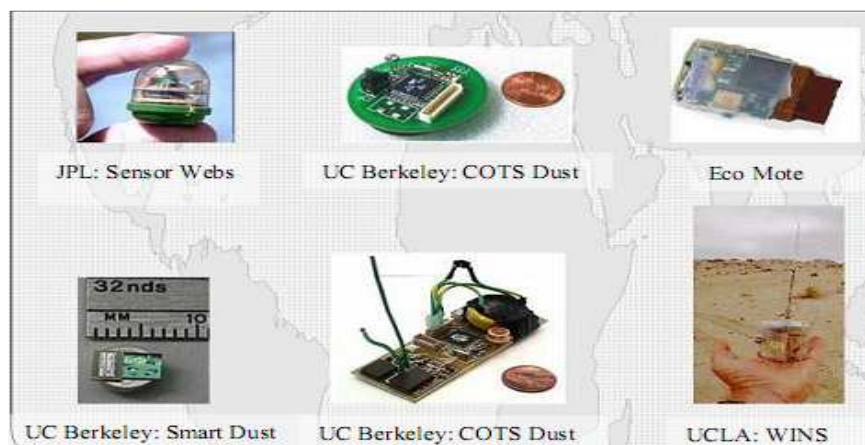 JPL: Sensor Webs
UC Berkeley: COTS Dust
Eco Mote
32nds
MM
10
UC Berkeley: Smart Dust
UC Berkeley: COTS Dust
UCLA: WINS